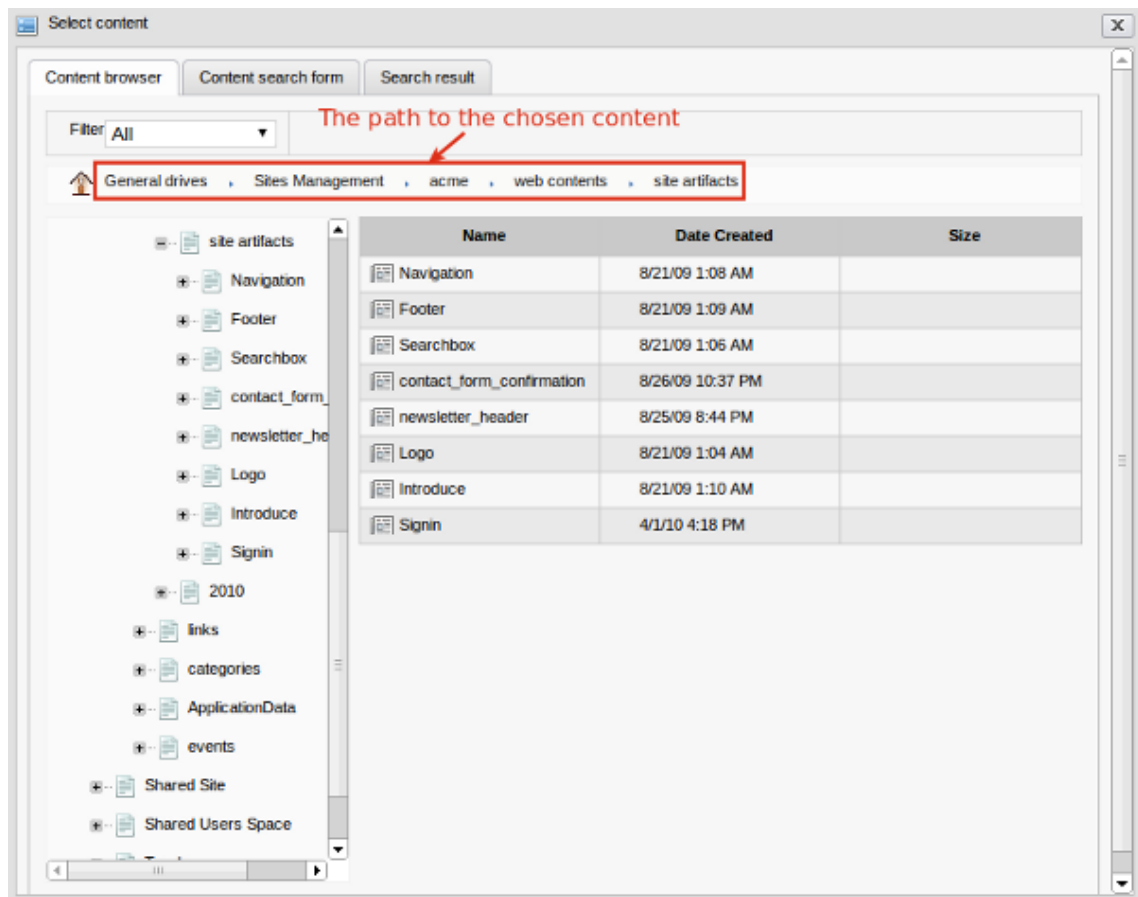 Select content
X
Content browser Content search form Search result
The path to the chosen content
Filter All
General drives Sites Management acme web contents site artifacts
site artifacts
Navigation
Footer
Searchbox
contact_form_
newsletter_he
Logo
Introduce
Signin
2010
links
categories
ApplicationData
events
Shared Site
Shared Users Space
Name Date Created Size
Navigation 8/21/09 1:08 AM
Footer 8/21/09 1:09 AM
Searchbox 8/21/09 1:06 AM
contact_form_confirmation 8/26/09 10:37 PM
newsletter_header 8/25/09 8:44 PM
Logo 8/21/09 1:04 AM
Introduce 8/21/09 1:10 AM
Signin 4/1/10 4:18 PM